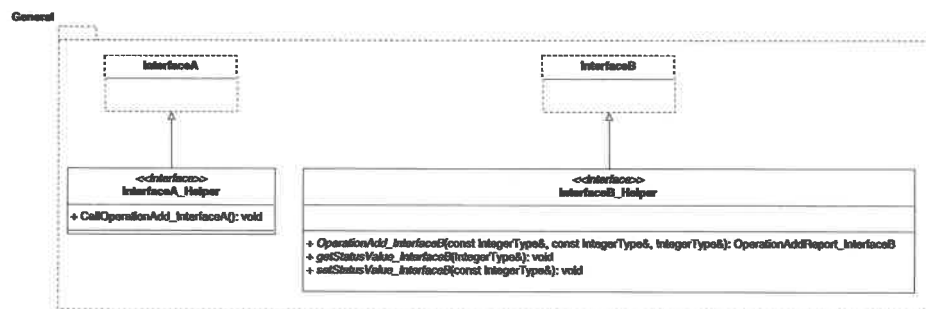 General
InterfaceA
InterfaceB
<<interface>>
InterfaceA_Helper
+ CallOperationAdd_InterfaceA(): void
<<interface>>
InterfaceB_Helper
+ OperationAdd_InterfaceB(const IntegerType&, const IntegerType&, IntegerType&): OperationAddReport_InterfaceB
+ getStatusValue_InterfaceB(IntegerType&): void
+ setStatusValue_InterfaceB(const IntegerType&): void